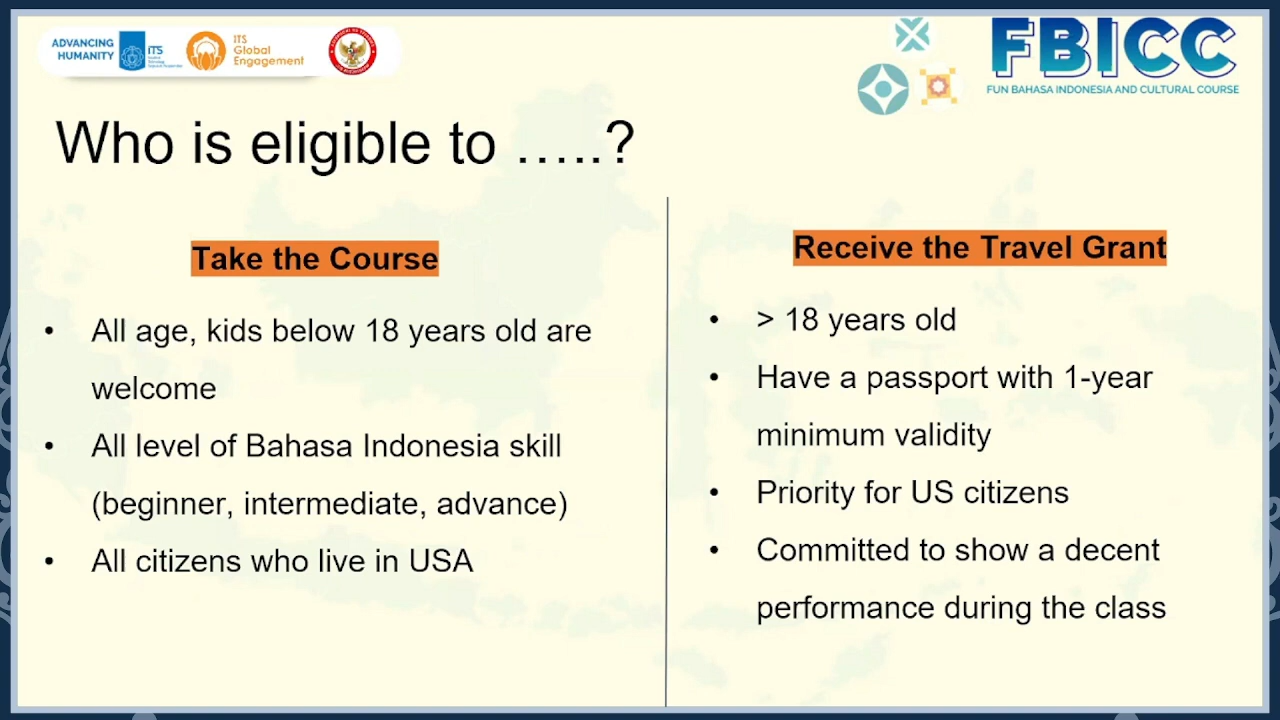 ADVANCING
HUMANITY
ITS
ITS
Global
Engagement
FBICC
FUN BAHASA INDONESIA AND CULTURAL COURSE
Who is eligible to .....?
Take the Course
• All age, kids below 18 years old are
welcome
• All level of Bahasa Indonesia skill
(beginner, intermediate, advance)
• All citizens who live in USA
Receive the Travel Grant
• > 18 years old
• Have a passport with 1-year
minimum validity
• Priority for US citizens
• Committed to show a decent
performance during the class